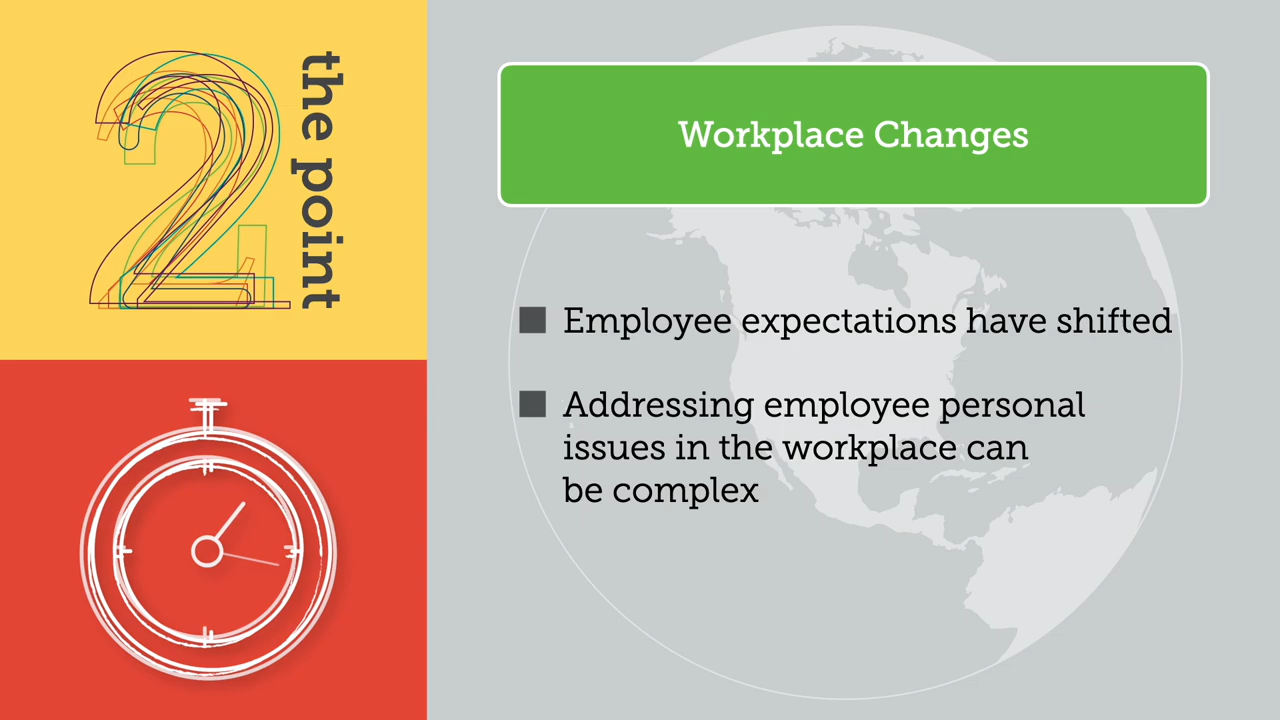 2
the point
Workplace Changes
Employee expectations have shifted
Addressing employee personal
issues in the workplace can
be complex